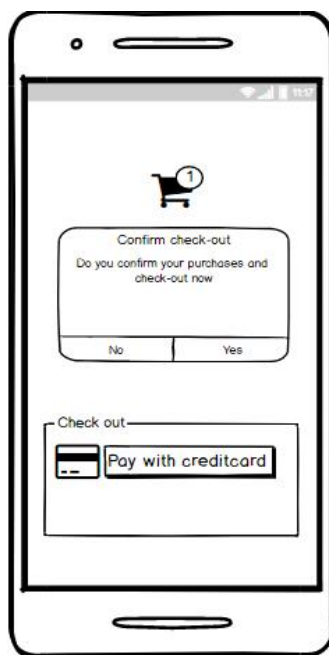 11:17
1
Confirm check-out
Do you confirm your purchases and
check-out now
No Yes
Check out
Pay with creditcard